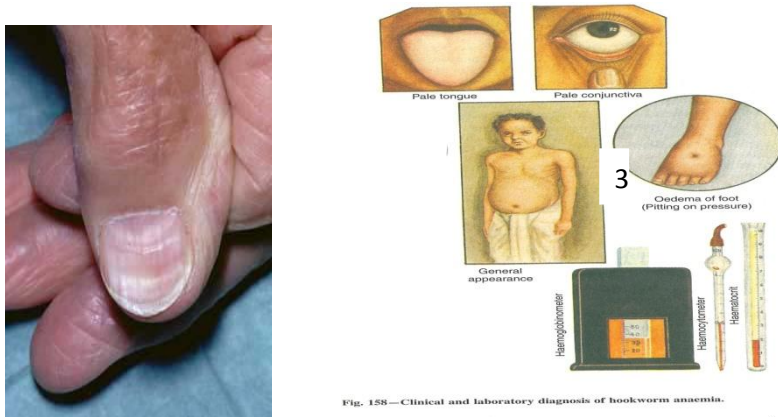 Pale tongue
Pale conjunctiva
3
Oedema of foot
(Pitting on pressure)
General
appearance
Haemoglobinometer
Haemocytometer
Haematocrit
Fig. 158—Clinical and laboratory diagnosis of hookworm anaemia.